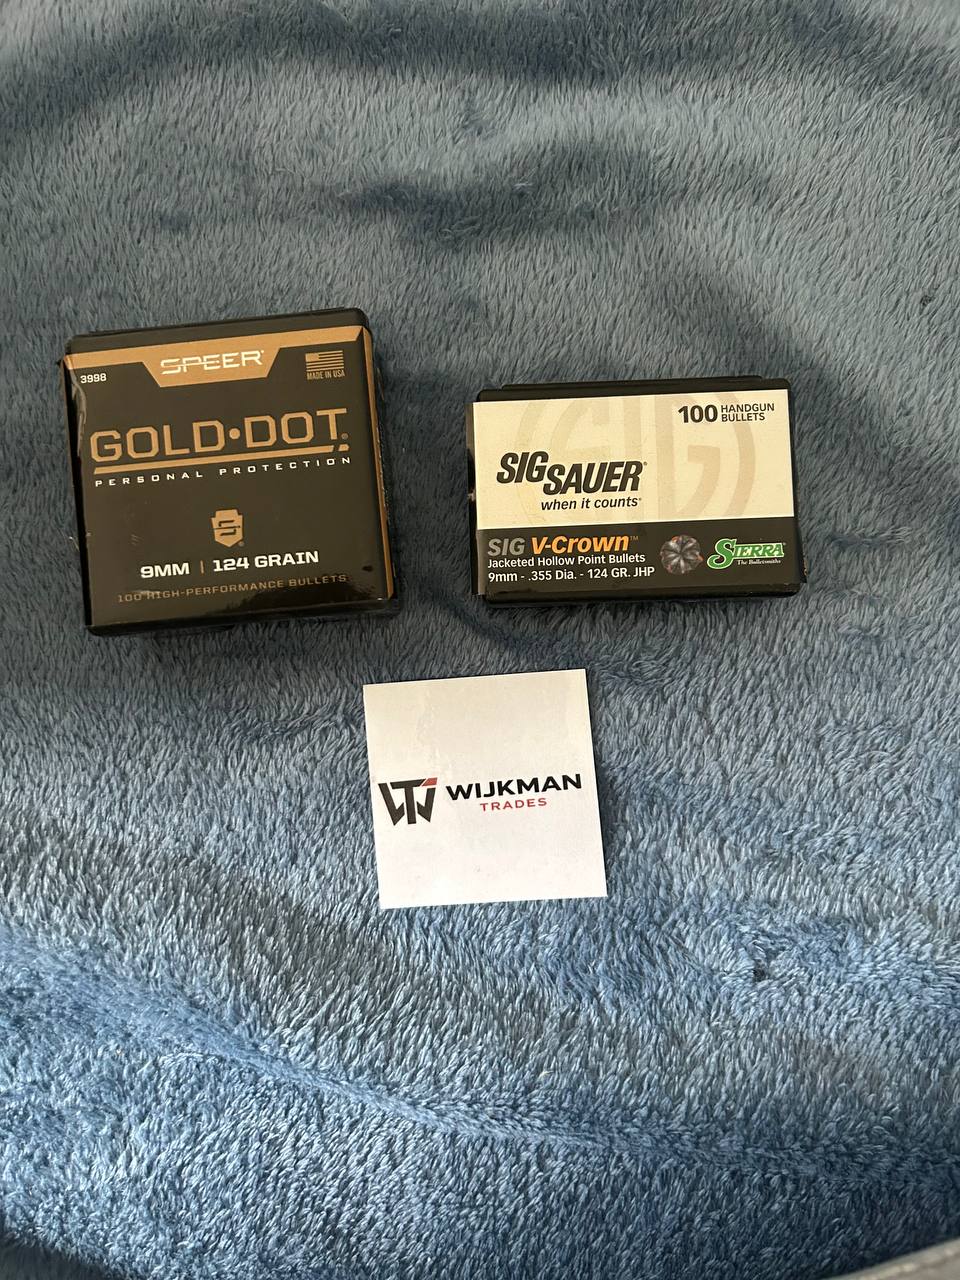 SPEER
3998
MADE IN USA
GOLD•DOT®
PERSONAL PROTECTION
9MM | 124 GRAIN
100 HIGH-PERFORMANCE BULLETS
100 HANDGUN
BULLETS
SIG SAUER®
when it counts®
SIG V-Crown™
Jacketed Hollow Point Bullets
9mm - .355 Dia. - 124 GR. JHP
SIERRA®
The Bulletsmiths
WIJKMAN
TRADES